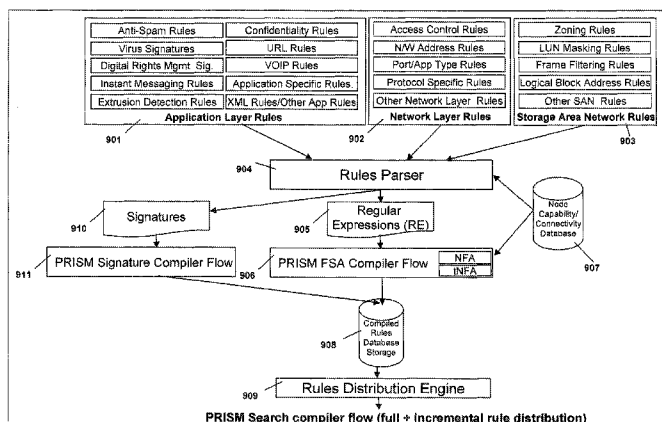 Anti-Spam Rules
Confidentiality Rules
Virus Signatures
URL Rules
Digital Rights Mgmt. Sig.
VOIP Rules
Instant Messaging Rules
Application Specific Rules
Extrusion Detection Rules
XML Rules/Other App Rules
Application Layer Rules
901
Access Control Rules
N/W Address Rules
Port/App Type Rules
Protocol Specific Rules
Other Network Layer Rules
Network Layer Rules
902
Zoning Rules
LUN Masking Rules
Frame Filtering Rules
Logical Block Address Rules
Other SAN Rules
Storage Area Network Rules
903
904
Rules Parser
910
Signatures
905
Regular
Expressions (RE)
Node
Capability/
Connectivity
Database
907
911
PRISM Signature Compiler Flow
906
PRISM FSA Compiler Flow
NFA
tNFA
Compiled
Rules
Database
Storage
908
Rules Distribution Engine
909
PRISM Search compiler flow (full + incremental rule distribution)